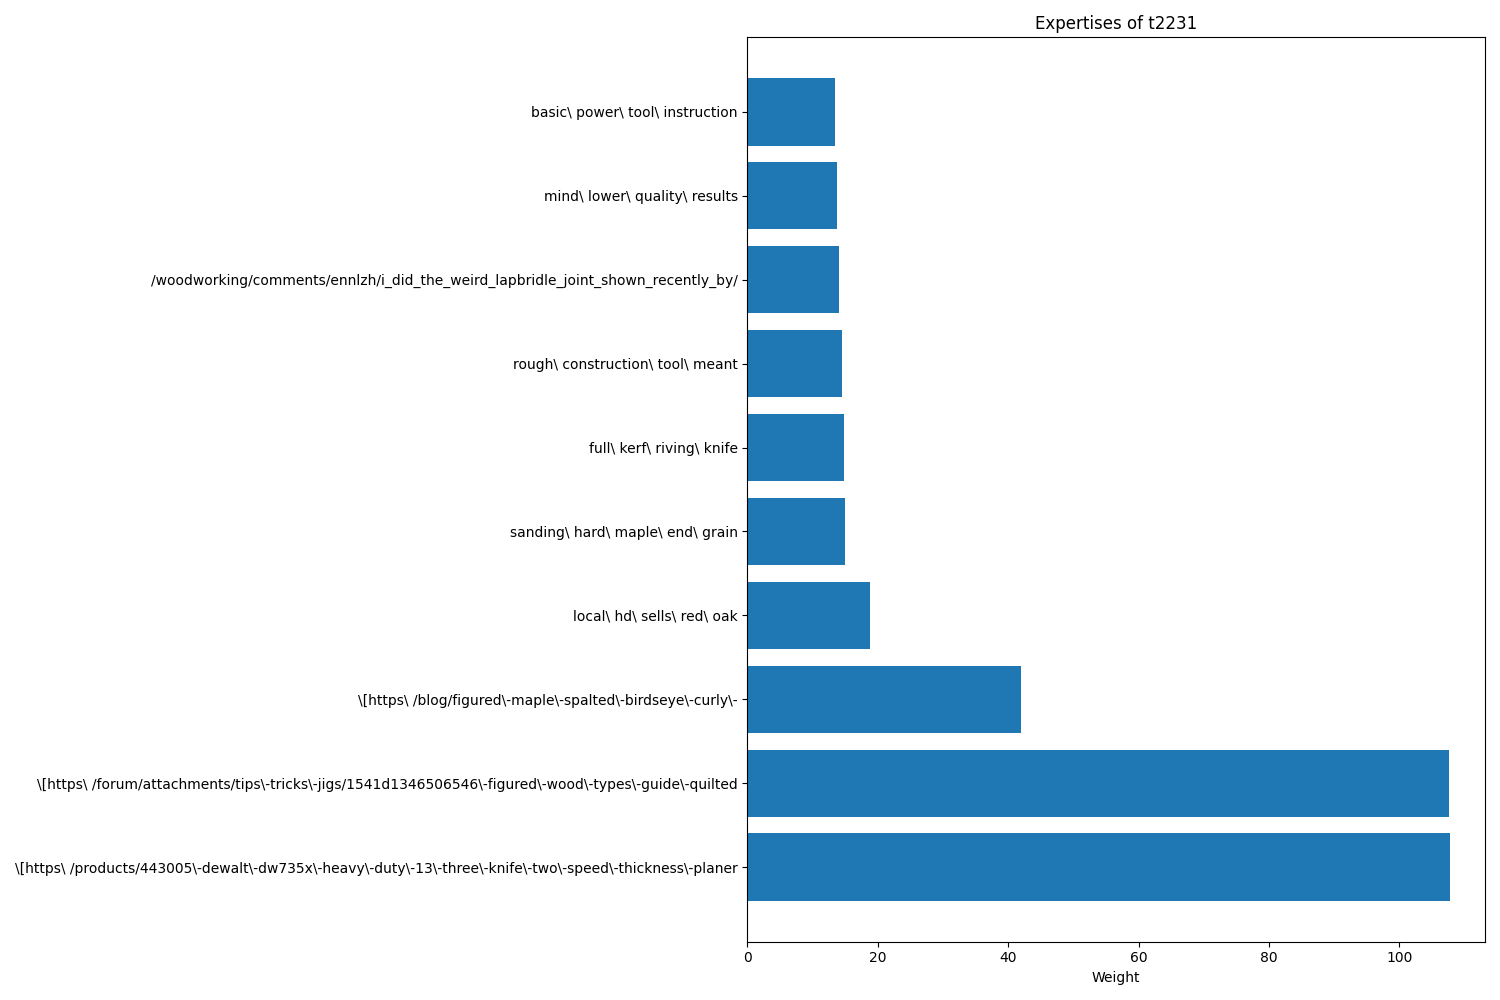 Expertises of t2231
basic\ power\ tool\ instruction
mind\ lower\ quality\ results
/woodworking/comments/ennlzh/i_did_the_weird_lapbridle_joint_shown_recently_by/
rough\ construction\ tool\ meant
full\ kerf\ riving\ knife
sanding\ hard\ maple\ end\ grain
local\ hd\ sells\ red\ oak
\[https\ /blog/figured\-maple\-spalted\-birdseye\-curly\-
\[https\ /forum/attachments/tips\-tricks\-jigs/1541d1346506546\-figured\-wood\-types\-guide\-quilted
\[https\ /products/443005\-dewalt\-dw735x\-heavy\-duty\-13\-three\-knife\-two\-speed\-thickness\-planer
0 20 40 60 80 100
Weight